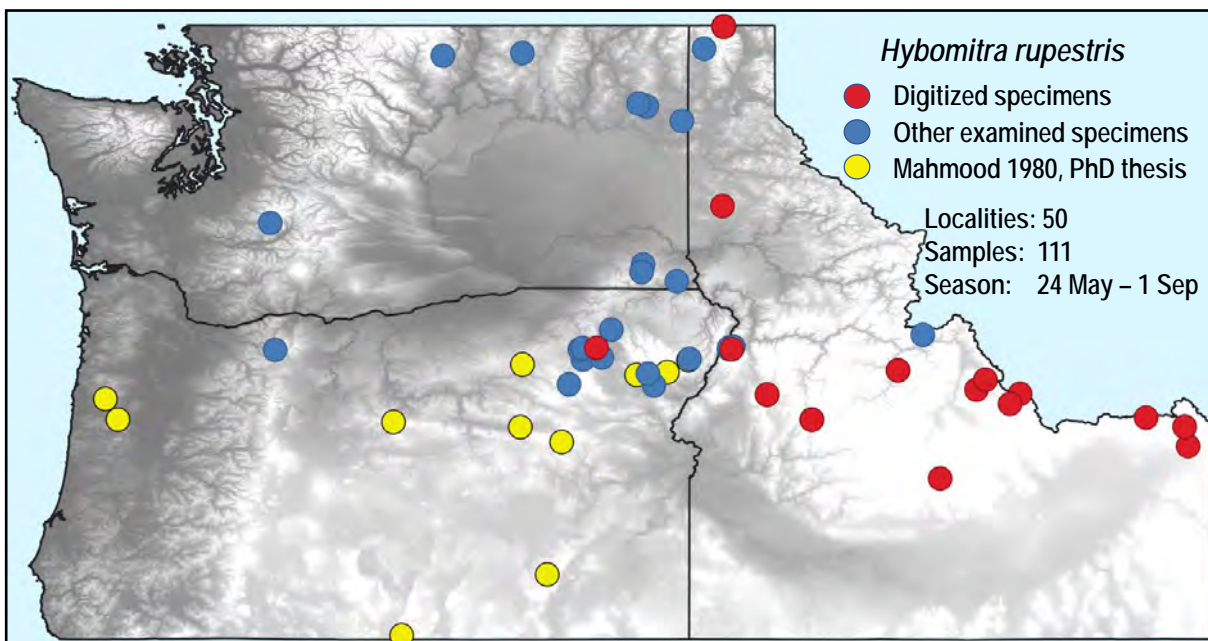 Hybomitra rupestris
Digitized specimens
Other examined specimens
Mahmood 1980, PhD thesis
Localities: 50
Samples: 111
Season: 24 May – 1 Sep